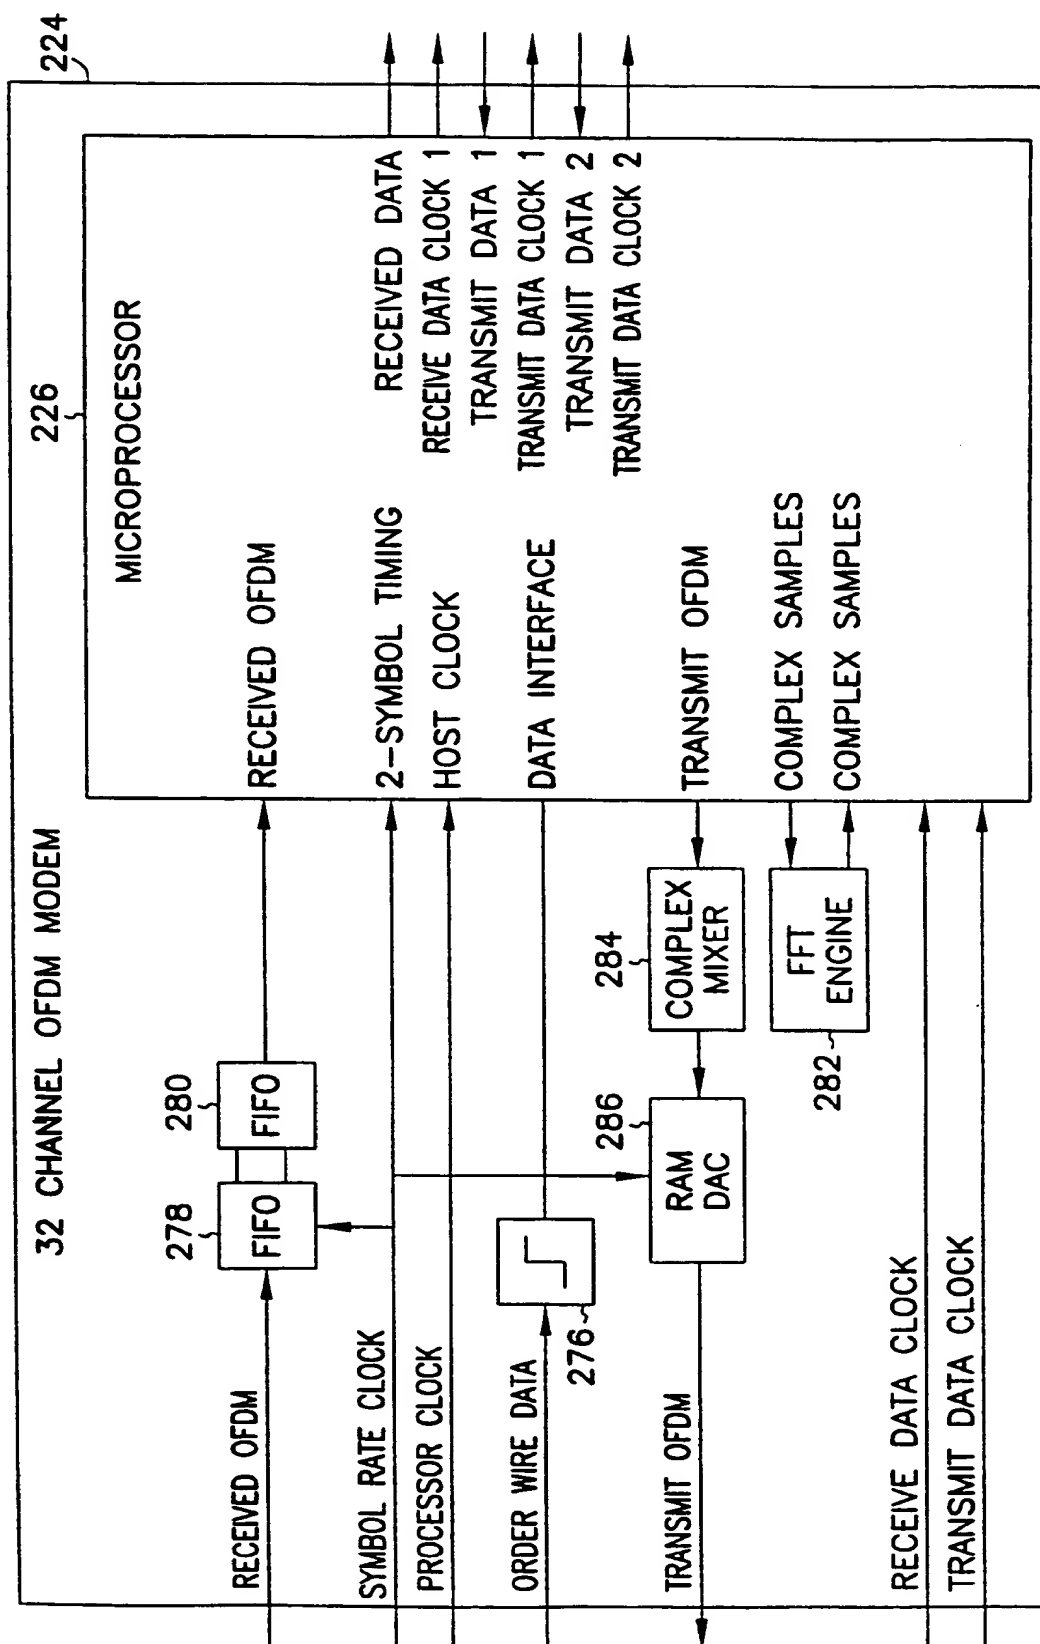 224
32 CHANNEL OFDM MODEM
226
MICROPROCESSOR
RECEIVED OFDM
278
FIFO
280
FIFO
RECEIVED OFDM
RECEIVED DATA
SYMBOL RATE CLOCK
2-SYMBOL TIMING
RECEIVE DATA CLOCK 1
PROCESSOR CLOCK
HOST CLOCK
TRANSMIT DATA 1
ORDER WIRE DATA
276
DATA INTERFACE
TRANSMIT DATA CLOCK 1
TRANSMIT DATA 2
TRANSMIT DATA CLOCK 2
TRANSMIT OFDM
286
RAM
DAC
284
COMPLEX
MIXER
TRANSMIT OFDM
282
FFT
ENGINE
COMPLEX SAMPLES
COMPLEX SAMPLES
RECEIVE DATA CLOCK
TRANSMIT DATA CLOCK